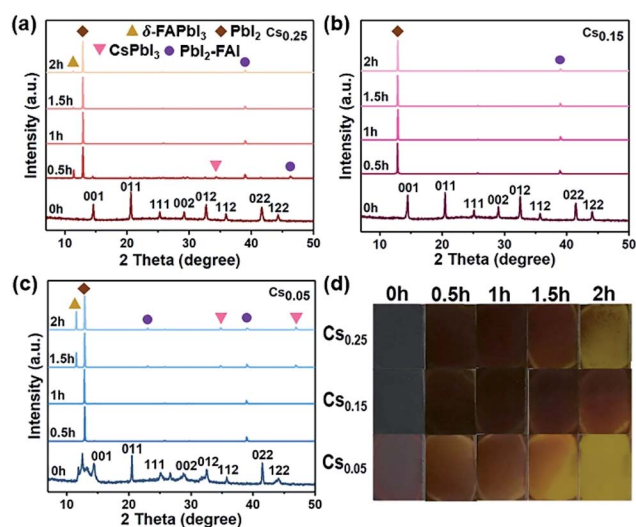 (a)
δ-FAPbI₃ PbI₂ Cs₀.₂₅
CsPbI₃ PbI₂-FAI
2h
1.5h
1h
0.5h
0h
001 011 111 002 012 112 022 122
Intensity (a.u.)
10 20 30 40 50
2 Theta (degree)
(b)
Cs₀.₁₅
2h
1.5h
1h
0.5h
0h
001 011 111 002 012 112 022 122
Intensity (a.u.)
10 20 30 40 50
2 Theta (degree)
(c)
Cs₀.₀₅
2h
1.5h
1h
0.5h
0h
001 011 111 002 012 112 022 122
Intensity (a.u.)
10 20 30 40 50
2 Theta (degree)
(d)
0h 0.5h 1h 1.5h 2h
Cs₀.₂₅
Cs₀.₁₅
Cs₀.₀₅